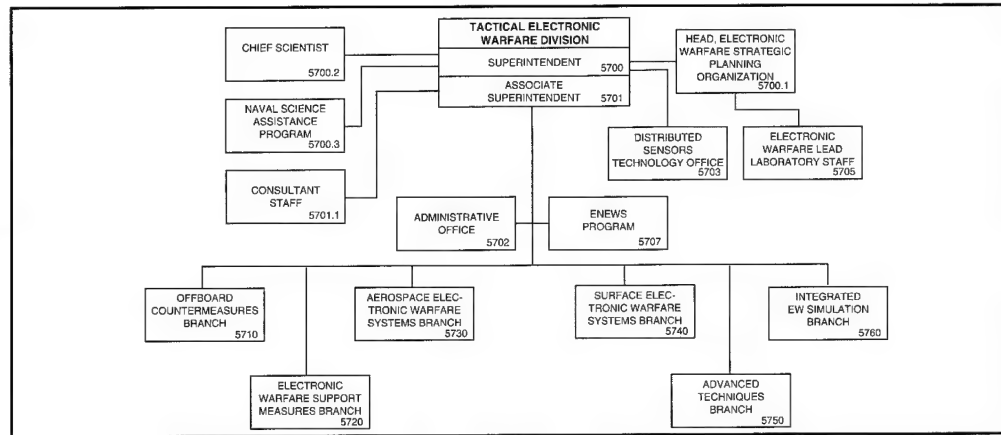 TACTICAL ELECTRONIC
WARFARE DIVISION
SUPERINTENDENT 5700
ASSOCIATE
SUPERINTENDENT 5701
CHIEF SCIENTIST
5700.2
NAVAL SCIENCE
ASSISTANCE
PROGRAM
5700.3
CONSULTANT
STAFF
5701.1
HEAD, ELECTRONIC
WARFARE STRATEGIC
PLANNING
ORGANIZATION
5700.1
DISTRIBUTED
SENSORS
TECHNOLOGY OFFICE
5703
ELECTRONIC
WARFARE LEAD
LABORATORY STAFF
5705
ADMINISTRATIVE
OFFICE
5702
ENEWS
PROGRAM
5707
OFFBOARD
COUNTERMEASURES
BRANCH
5710
AEROSPACE ELEC-
TRONIC WARFARE
SYSTEMS BRANCH
5730
SURFACE ELEC-
TRONIC WARFARE
SYSTEMS BRANCH
5740
INTEGRATED
EW SIMULATION
BRANCH
5760
ELECTRONIC
WARFARE SUPPORT
MEASURES BRANCH
5720
ADVANCED
TECHNIQUES
BRANCH
5750